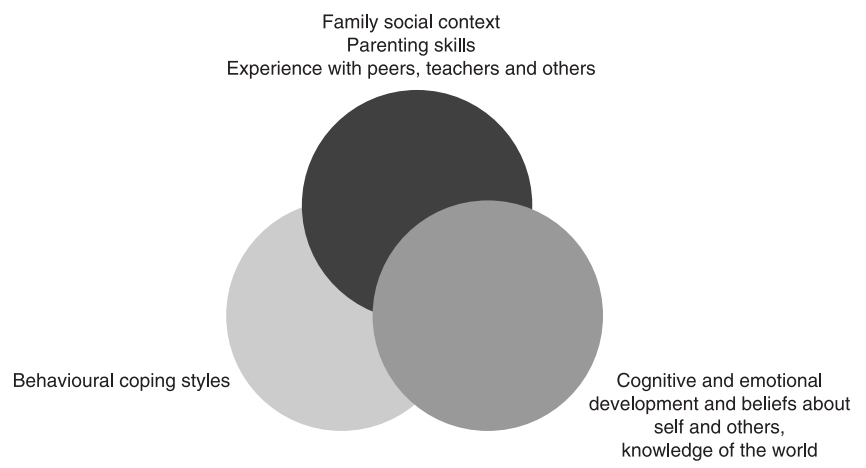 Family social context
Parenting skills
Experience with peers, teachers and others
Behavioural coping styles
Cognitive and emotional
development and beliefs about
self and others,
knowledge of the world